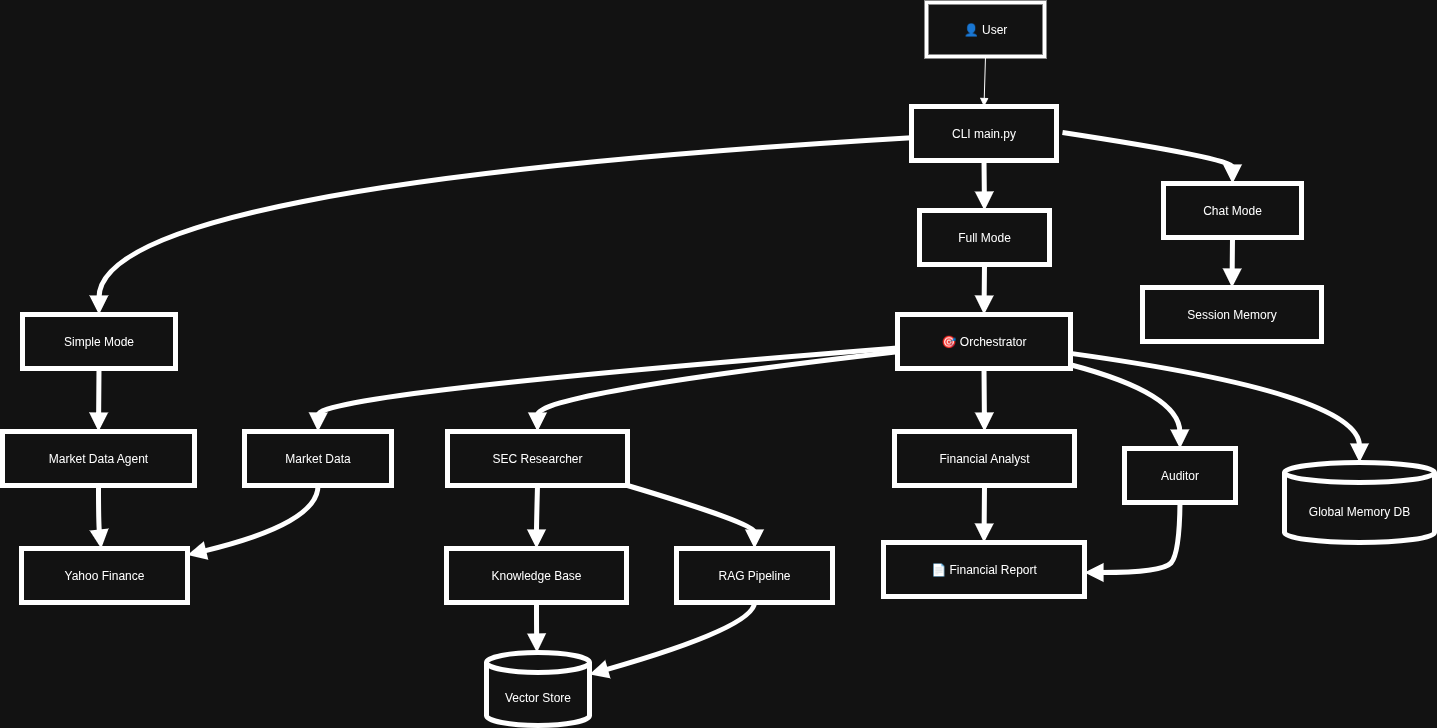 👤 User
CLI main.py
Chat Mode
Full Mode
Session Memory
Simple Mode
🎯 Orchestrator
Market Data Agent
Market Data
SEC Researcher
Financial Analyst
Auditor
Global Memory DB
Yahoo Finance
Knowledge Base
RAG Pipeline
📄 Financial Report
Vector Store